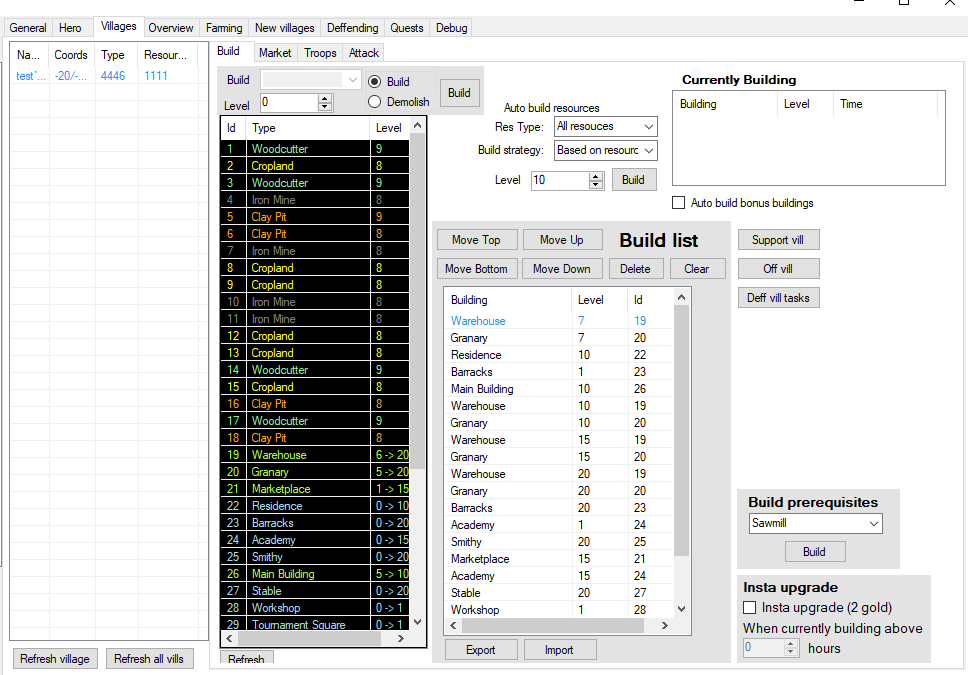 General Hero Villages Overview Farming New villages Deffending Quests Debug
Na... Coords Type Resour...
test`... -20/-... 4446 1111
Build Market Troops Attack
Build
Build
Demolish
Level 0
Build
Id Type Level
1 Woodcutter 9
2 Cropland 8
3 Woodcutter 9
4 Iron Mine 8
5 Clay Pit 9
6 Clay Pit 8
7 Iron Mine 8
8 Cropland 8
9 Cropland 8
10 Iron Mine 8
11 Iron Mine 8
12 Cropland 8
13 Cropland 8
14 Woodcutter 9
15 Cropland 8
16 Clay Pit 8
17 Woodcutter 9
18 Clay Pit 8
19 Warehouse 6 -> 20
20 Granary 5 -> 20
21 Marketplace 1 -> 15
22 Residence 0 -> 10
23 Barracks 0 -> 20
24 Academy 0 -> 15
25 Smithy 0 -> 20
26 Main Building 5 -> 10
27 Stable 0 -> 20
28 Workshop 0 -> 1
29 Tournament Square 0 -> 1
Refresh
Refresh village Refresh all vills
Auto build resources
Res Type: All resouces
Build strategy: Based on resourc
Level 10 Build
Currently Building
Building Level Time
Auto build bonus buildings
Move Top Move Up Build list
Move Bottom Move Down Delete Clear
Building Level Id
Warehouse 7 19
Granary 7 20
Residence 10 22
Barracks 1 23
Main Building 10 26
Warehouse 10 19
Granary 10 20
Warehouse 15 19
Granary 15 20
Warehouse 20 19
Granary 20 20
Barracks 20 23
Academy 1 24
Smithy 20 25
Marketplace 15 21
Academy 15 24
Stable 20 27
Workshop 1 28
Export Import
Support vill
Off vill
Deff vill tasks
Build prerequisites
Sawmill
Build
Insta upgrade
Insta upgrade (2 gold)
When currently building above
0 hours